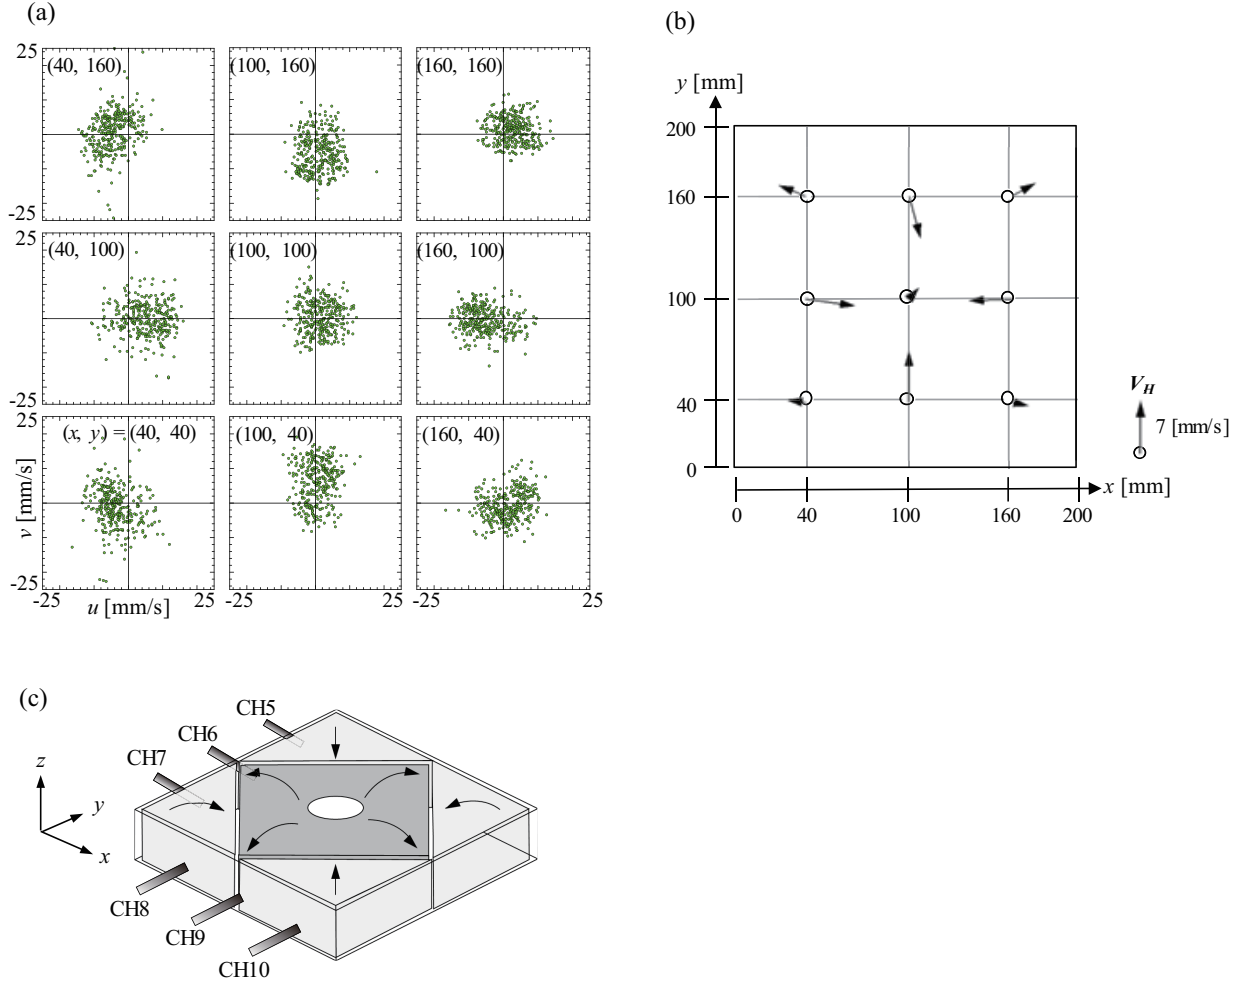 (a)
25
(40, 160)
(100, 160)
(160, 160)
-25
25
(40, 100)
(100, 100)
(160, 100)
-25
25
(x, y) = (40, 40)
(100, 40)
(160, 40)
v [mm/s]
-25
-25
25
-25
25
-25
25
u [mm/s]
(b)
y [mm]
200
160
100
40
0
V_H
7 [mm/s]
x [mm]
0
40
100
160
200
(c)
CH5
CH6
CH7
z
y
x
CH8
CH9
CH10